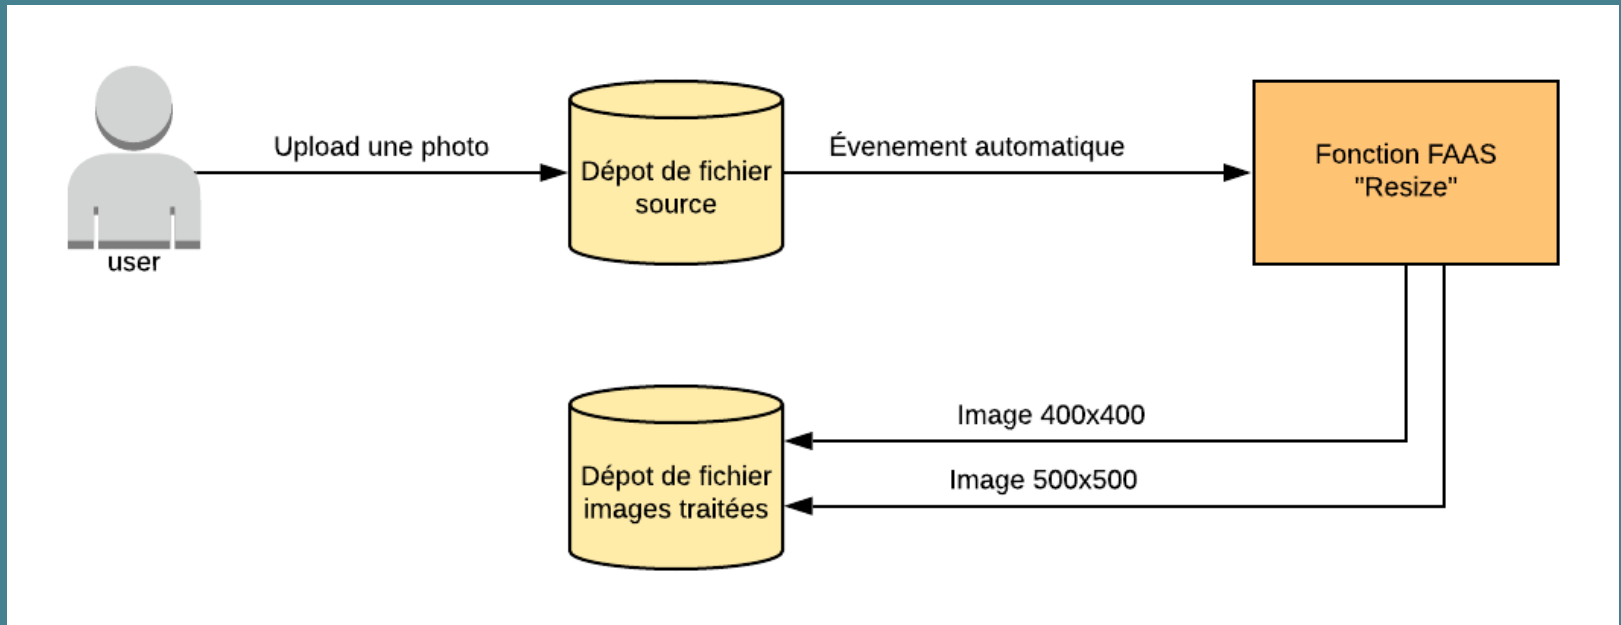 Upload une photo
Évenement automatique
Dépot de fichier
source
Fonction FAAS
"Resize"
user
Image 400x400
Image 500x500
Dépot de fichier
images traitées